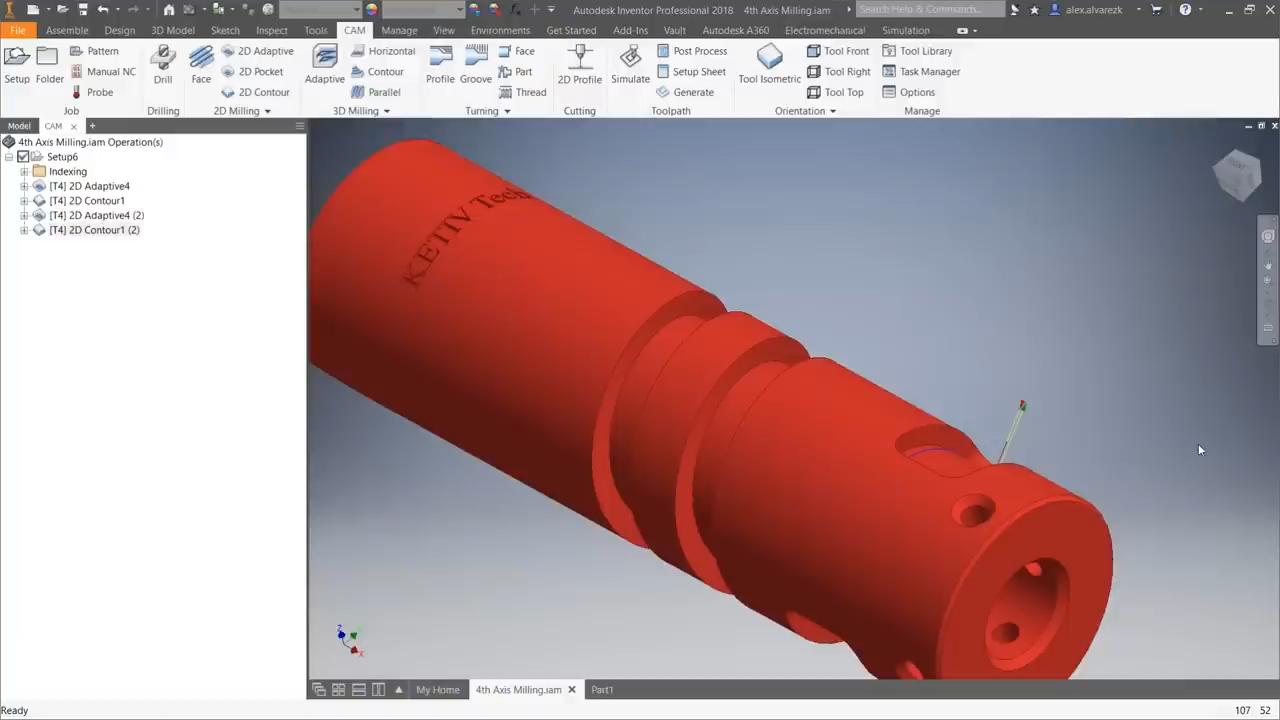 Autodesk Inventor Professional 2018 4th Axis Milling.iam
Search Help & Commands...
alex.alvarezk
File Assemble Design 3D Model Sketch Inspect Tools CAM Manage View Environments Get Started Add-Ins Vault Autodesk A360 Electromechanical Simulation
Setup
Folder
Pattern
Manual NC
Probe
Job
Drill
Drilling
Face
2D Adaptive
2D Pocket
2D Contour
2D Milling
Adaptive
Horizontal
Contour
Parallel
3D Milling
Profile
Groove
Face
Part
Thread
Turning
2D Profile
Cutting
Simulate
Post Process
Setup Sheet
Generate
Toolpath
Tool Isometric
Tool Front
Tool Right
Tool Top
Orientation
Tool Library
Task Manager
Options
Manage
Model CAM
4th Axis Milling.iam Operation(s)
Setup6
Indexing
[T4] 2D Adaptive4
[T4] 2D Contour1
[T4] 2D Adaptive4 (2)
[T4] 2D Contour1 (2)
KETIV Tech
Z
X
My Home 4th Axis Milling.iam Part1
Ready
107 52